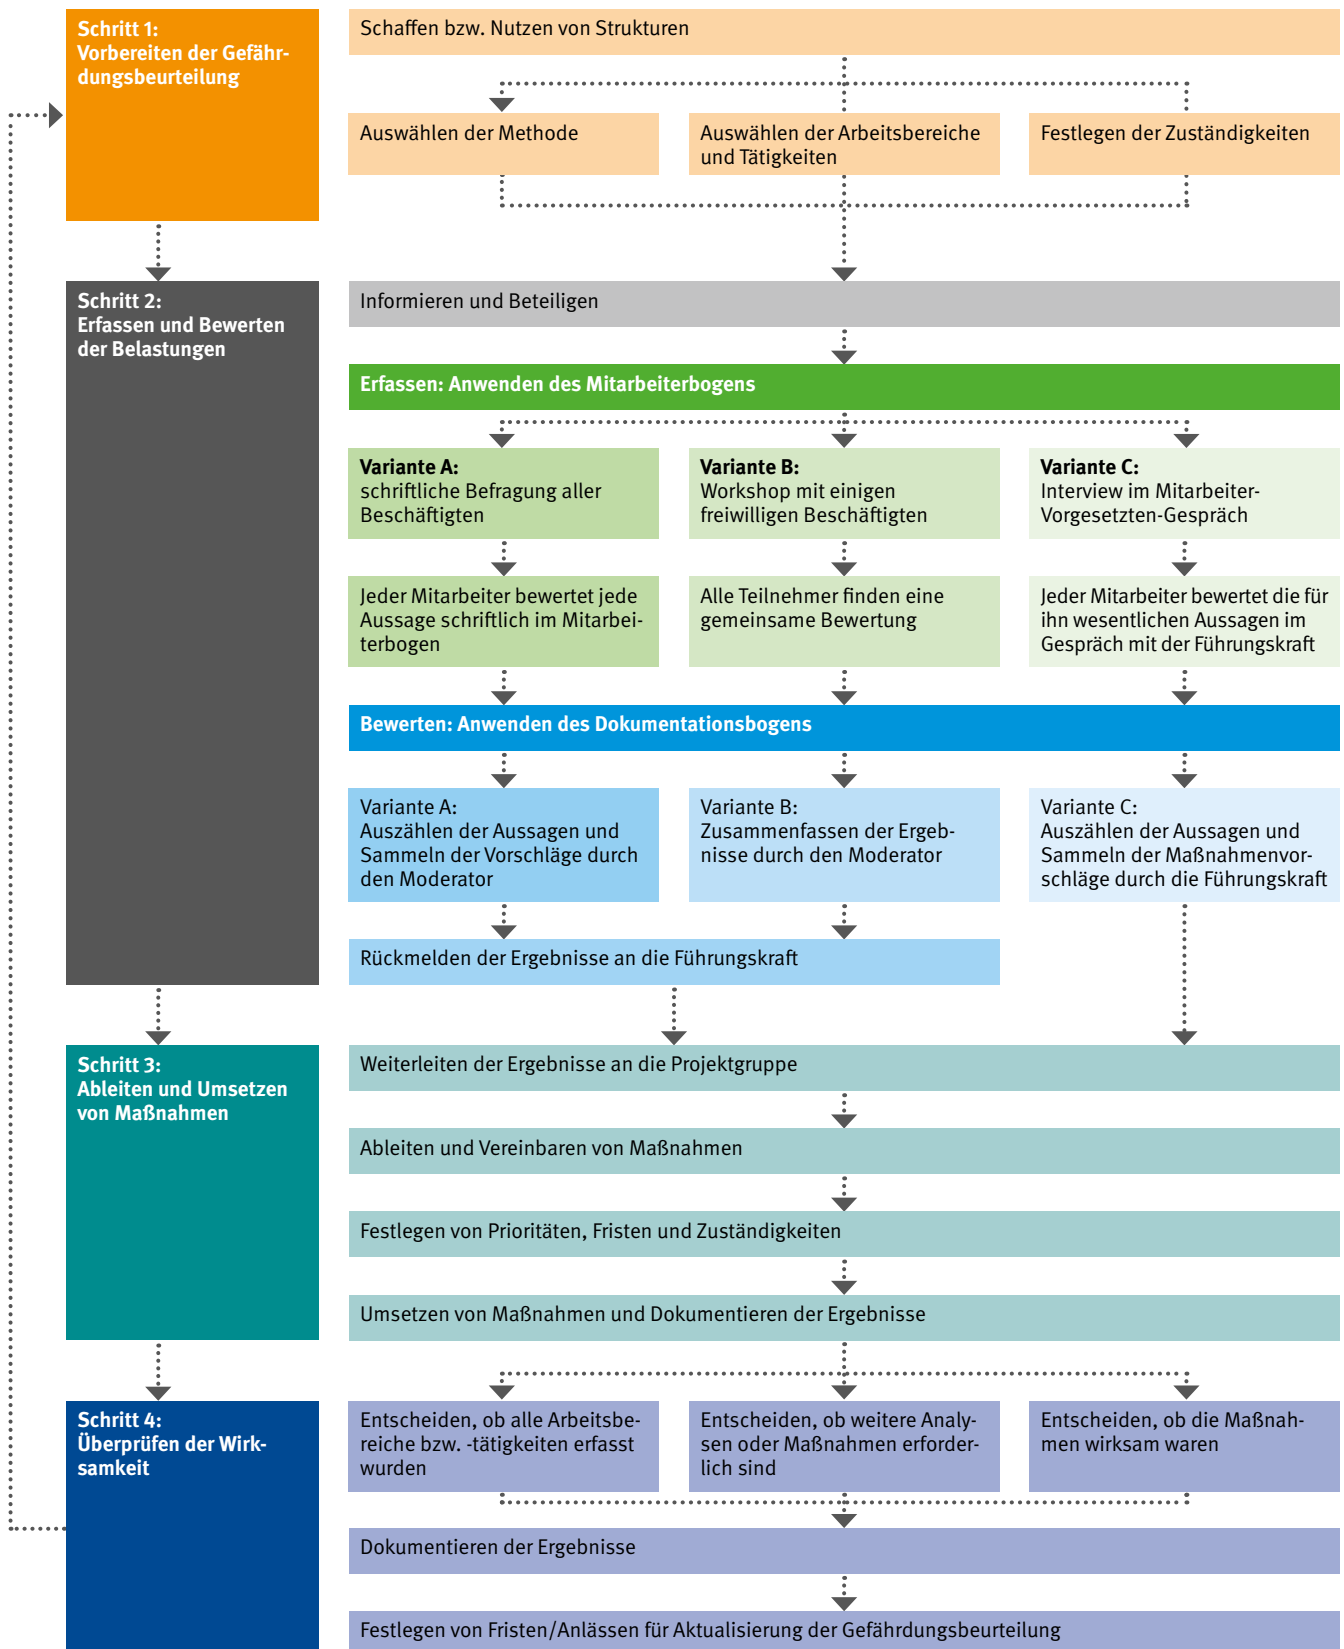 Schritt 1:
Vorbereiten der Gefähr-
dungsbeurteilung
Schaffen bzw. Nutzen von Strukturen
Auswählen der Methode
Auswählen der Arbeitsbereiche
und Tätigkeiten
Festlegen der Zuständigkeiten
Schritt 2:
Erfassen und Bewerten
der Belastungen
Informieren und Beteiligen
Erfassen: Anwenden des Mitarbeiterbogens
Variante A:
schriftliche Befragung aller
Beschäftigten
Variante B:
Workshop mit einigen
freiwilligen Beschäftigten
Variante C:
Interview im Mitarbeiter-
Vorgesetzten-Gespräch
Jeder Mitarbeiter bewertet jede
Aussage schriftlich im Mitarbei-
terbogen
Alle Teilnehmer finden eine
gemeinsame Bewertung
Jeder Mitarbeiter bewertet die für
ihn wesentlichen Aussagen im
Gespräch mit der Führungskraft
Bewerten: Anwenden des Dokumentationsbogens
Variante A:
Auszählen der Aussagen und
Sammeln der Vorschläge durch
den Moderator
Variante B:
Zusammenfassen der Ergeb-
nisse durch den Moderator
Variante C:
Auszählen der Aussagen und
Sammeln der Maßnahmenvor-
schläge durch die Führungskraft
Rückmelden der Ergebnisse an die Führungskraft
Schritt 3:
Ableiten und Umsetzen
von Maßnahmen
Weiterleiten der Ergebnisse an die Projektgruppe
Ableiten und Vereinbaren von Maßnahmen
Festlegen von Prioritäten, Fristen und Zuständigkeiten
Umsetzen von Maßnahmen und Dokumentieren der Ergebnisse
Schritt 4:
Überprüfen der Wirk-
samkeit
Entscheiden, ob alle Arbeitsbe-
reiche bzw. -tätigkeiten erfasst
wurden
Entscheiden, ob weitere Analy-
sen oder Maßnahmen erforder-
lich sind
Entscheiden, ob die Maßnah-
men wirksam waren
Dokumentieren der Ergebnisse
Festlegen von Fristen/Anlässen für Aktualisierung der Gefährdungsbeurteilung